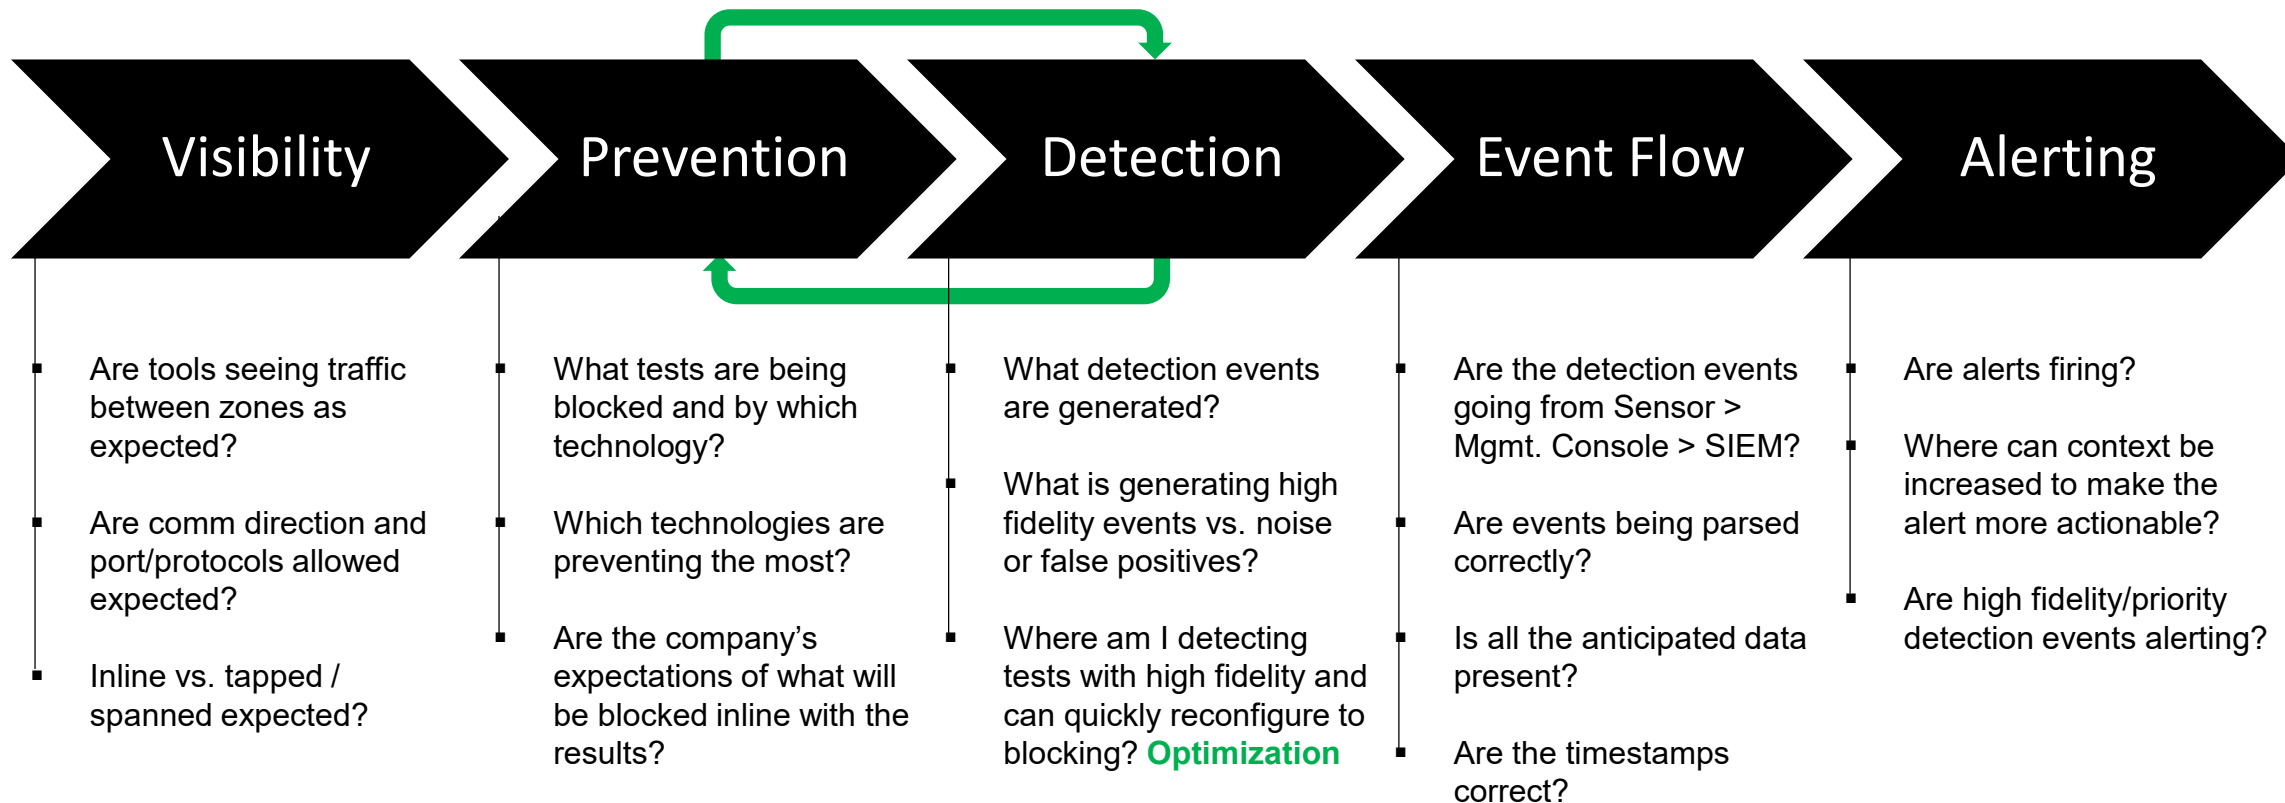 Visibility
Prevention
Detection
Event Flow
Alerting
▪ Are tools seeing traffic
between zones as
expected?
▪ Are comm direction and
port/protocols allowed
expected?
▪ Inline vs. tapped /
spanned expected?
▪ What tests are being
blocked and by which
technology?
▪ Which technologies are
preventing the most?
▪ Are the company’s
expectations of what will
be blocked inline with the
results?
▪ What detection events
are generated?
▪ What is generating high
fidelity events vs. noise
or false positives?
▪ Where am I detecting
tests with high fidelity and
can quickly reconfigure to
blocking? Optimization
▪ Are the detection events
going from Sensor >
Mgmt. Console > SIEM?
▪ Are events being parsed
correctly?
▪ Is all the anticipated data
present?
▪ Are the timestamps
correct?
▪ Are alerts firing?
▪ Where can context be
increased to make the
alert more actionable?
▪ Are high fidelity/priority
detection events alerting?